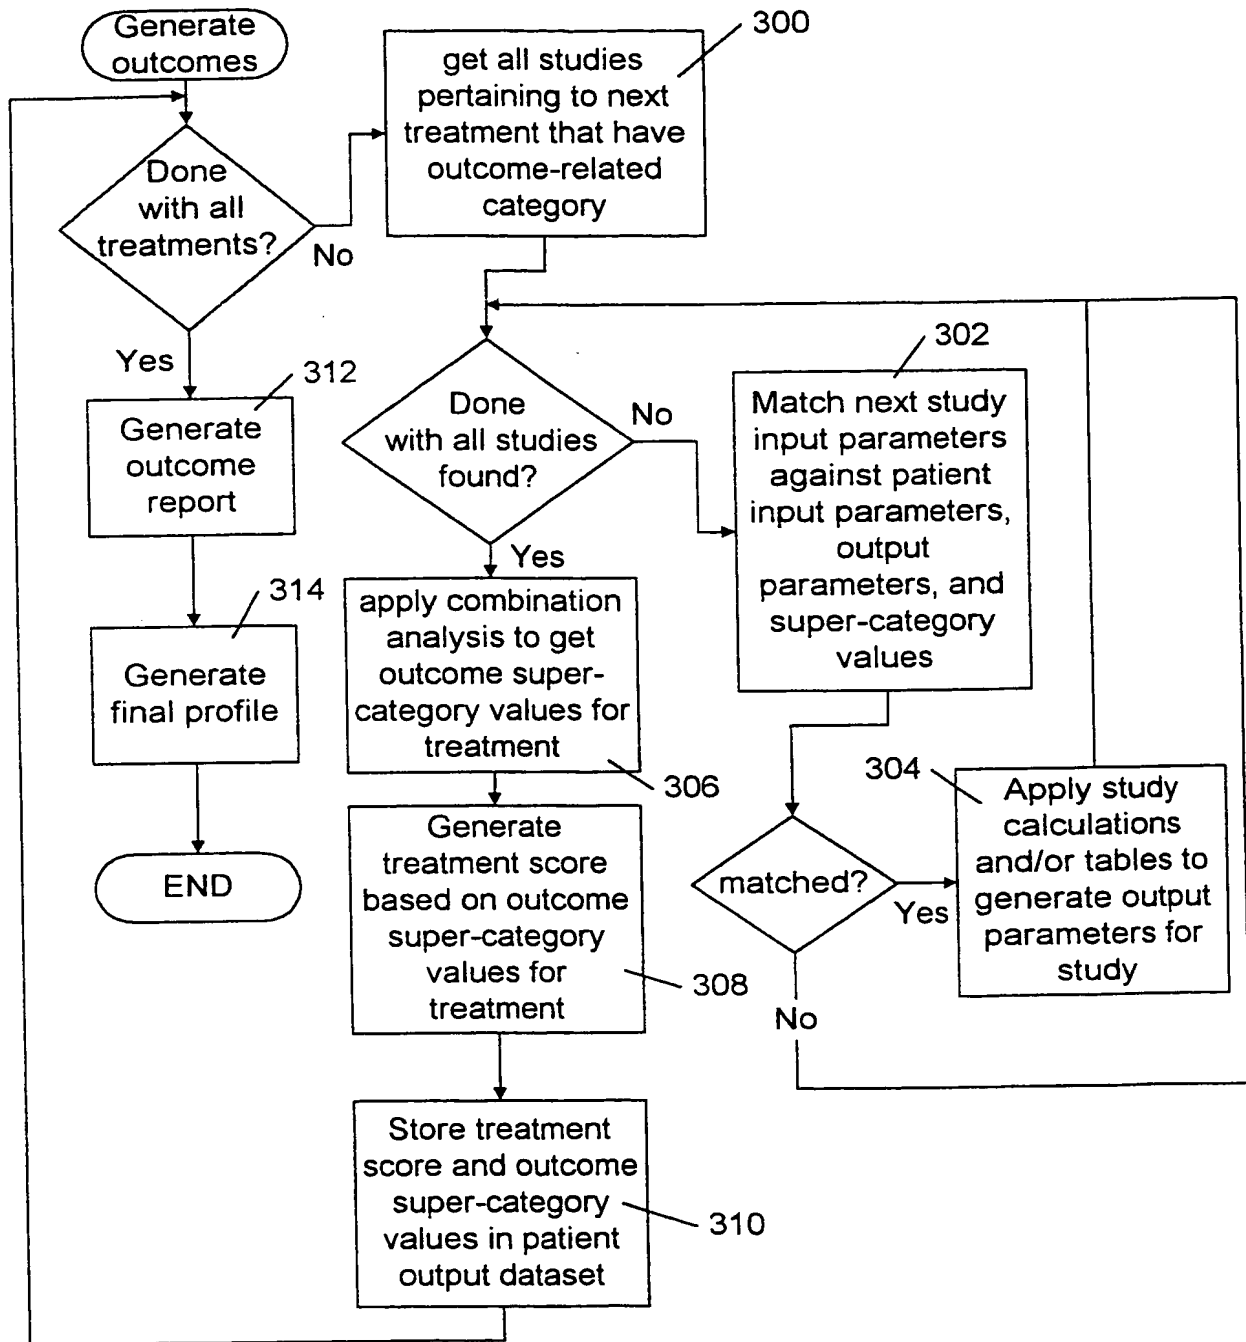 Generate
outcomes
300
get all studies
pertaining to next
treatment that have
outcome-related
category
Done
with all
treatments?
No
Yes
312
Generate
outcome
report
314
Generate
final profile
END
Done
with all studies
found?
No
Yes
302
Match next study
input parameters
against patient
input parameters,
output
parameters, and
super-category
values
matched?
Yes
No
304
Apply study
calculations
and/or tables to
generate output
parameters for
study
apply combination
analysis to get
outcome super-
category values for
treatment
306
Generate
treatment score
based on outcome
super-category
values for
treatment
308
Store treatment
score and outcome
super-category
values in patient
output dataset
310